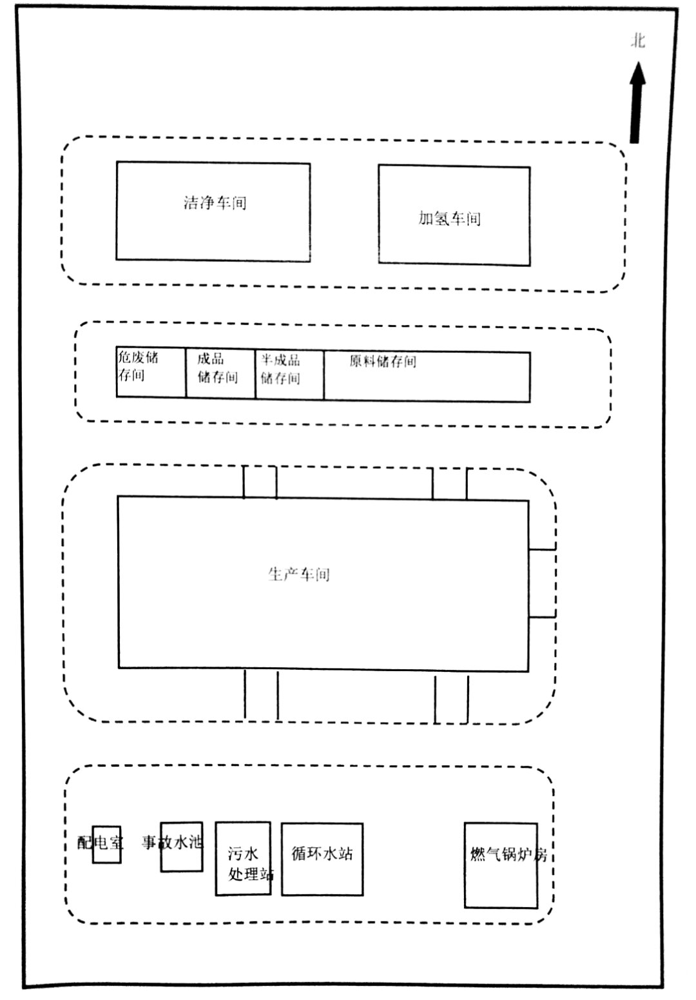 北
洁净车间
加氢车间
危废储
存间
成品
储存间
半成品
储存间
原料储存间
生产车间
配电室
事故水池
污水
处理站
循环水站
燃气锅炉房